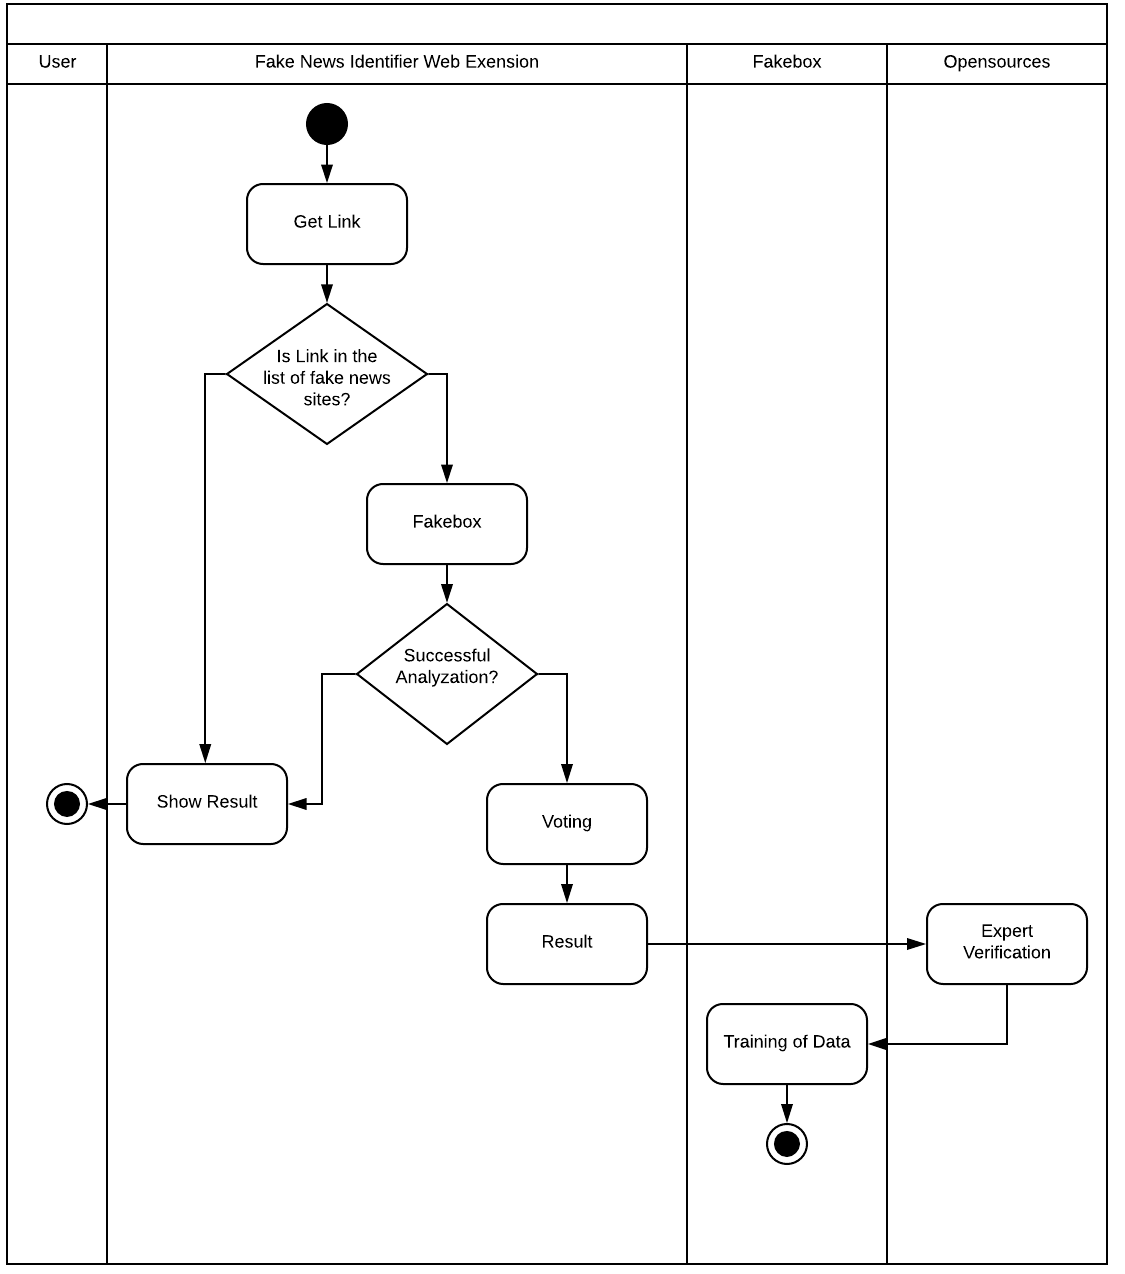 User
Fake News Identifier Web Exension
Fakebox
Opensources
Get Link
Is Link in the
list of fake news
sites?
Fakebox
Successful
Analyzation?
Show Result
Voting
Result
Expert
Verification
Training of Data